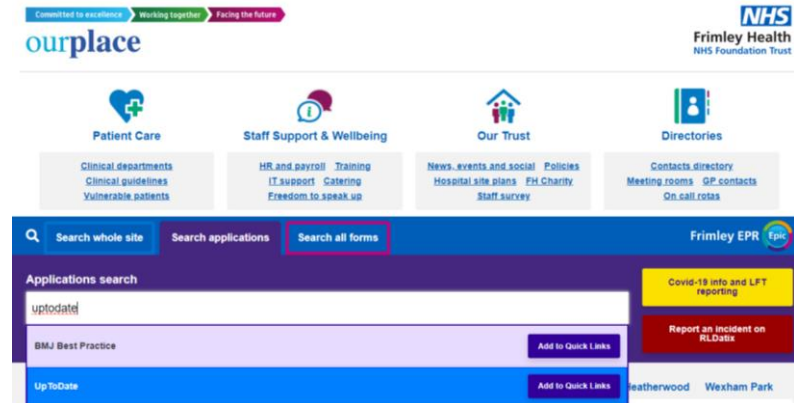 Committed to excellence Working together Facing the future
ourplace
NHS
Frimley Health
NHS Foundation Trust
Patient Care
Staff Support & Wellbeing
Our Trust
Directories
Clinical departments
Clinical guidelines
Vulnerable patients
HR and payroll Training
IT support Catering
Freedom to speak up
News, events and social Policies
Hospital site plans FH Charity
Staff survey
Contacts directory
Meeting rooms GP contacts
On call rotas
Search whole site
Search applications
Search all forms
Frimley EPR Epic
Applications search
uptodate
BMJ Best Practice
Add to Quick Links
UpToDate
Add to Quick Links
Covid-19 info and LFT
reporting
Report an incident on
RLDatix
eatherwood Wexham Park